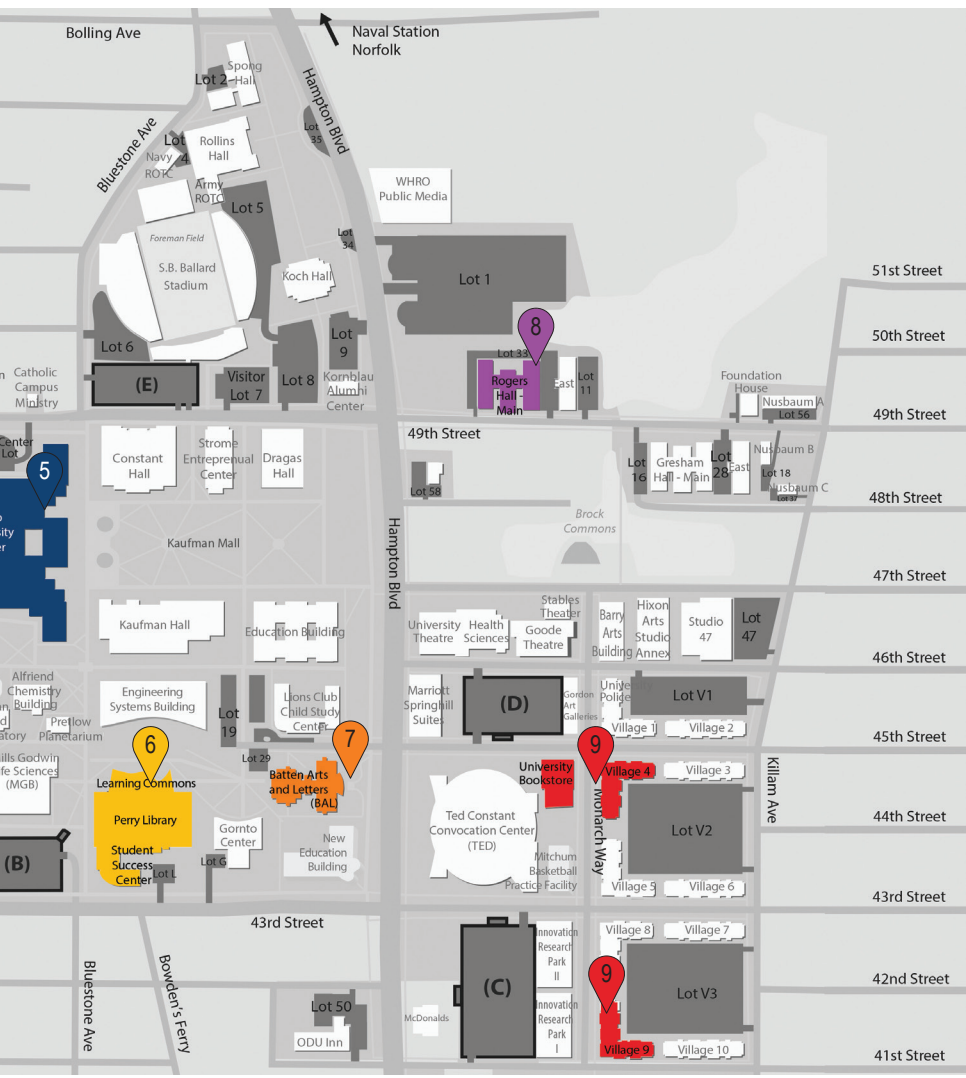 Bolling Ave
Naval Station
Norfolk
Spong
Hall
Lot 2
Hampton Blvd
Lot
35
Bluestone Ave
Lot
4
Navy
ROTC
Rollins
Hall
Army
ROTC
Lot 5
WHRO
Public Media
Foreman Field
S.B. Ballard
Stadium
Lot
34
Koch Hall
Lot 1
51st Street
50th Street
8
Lot 6
Lot
9
Lot 33
(E)
Visitor
Lot 7
Lot 8
Kornblau
Alumni
Center
Rogers
Hall -
Main
East
Lot
11
Foundation
House
Nusbaum A
Lot 56
49th Street
Catholic
Campus
Ministry
Center
Lot
5
Constant
Hall
Strome
Entreprenual
Center
Dragas
Hall
49th Street
Lot 58
Lot
16
Gresham
Hall - Main
Lot
28
East
Nusbaum B
Lot 18
Nusbaum C
Lot 37
48th Street
Kaufman Mall
Hampton Blvd
Brock
Commons
47th Street
Kaufman Hall
Education Building
University
Theatre
Health
Sciences
Stables
Theater
Goode
Theatre
Barry
Arts
Building
Hixon
Arts
Studio
Annex
Studio
47
Lot
47
46th Street
Alfriend
Chemistry
Building
Pretlow
Planetarium
Engineering
Systems Building
Lot
19
Lions Club
Child Study
Center
Marriott
Springhill
Suites
(D)
Gordon
Art
Galleries
University
Police
Lot V1
Village 1
Village 2
45th Street
6
7
9
Lot 29
Learning Commons
Batten Arts
and Letters
(BAL)
University
Bookstore
Village 4
Village 3
Killam Ave
(MGB)
Perry Library
Monarch Way
Ted Constant
Convocation Center
(TED)
Lot V2
44th Street
Student
Success
Center
Gornto
Center
Lot G
Lot L
New
Education
Building
(B)
Mitchum
Basketball
Practice Facility
Village 5
Village 6
43rd Street
43rd Street
Village 8
Village 7
Innovation
Research
Park
II
9
Bluestone Ave
Bowden's Ferry
(C)
Lot V3
42nd Street
Lot 50
ODU Inn
McDonalds
Innovation
Research
Park
I
Village 9
Village 10
41st Street